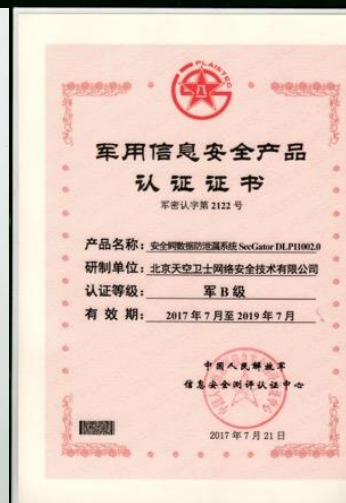 PLAISTEC
军用信息安全产品
认证证书
军密认字第 2122 号
产品名称：安全鳄数据防泄漏系统 SecGator DLP11002.0
研制单位：北京天空卫士网络安全技术有限公司
认证等级：军 B 级
有 效 期：2017 年 7 月至 2019 年 7 月
中国人民解放军
信息安全测评认证中心
2017 年 7 月 21 日